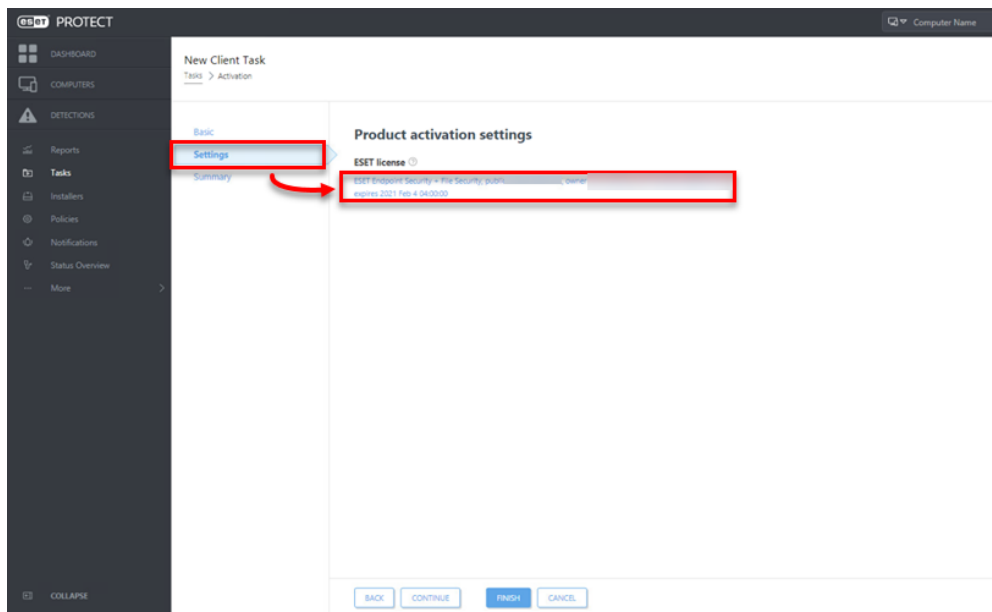 eset PROTECT
Computer Name
DASHBOARD
COMPUTERS
DETECTIONS
Reports
Tasks
Installers
Policies
Notifications
Status Overview
More
COLLAPSE
New Client Task
Tasks > Activation
Basic
Settings
Summary
Product activation settings
ESET license
ESET Endpoint Security + File Security, public , owner
expires 2021 Feb 4 04:00:00
BACK CONTINUE FINISH CANCEL